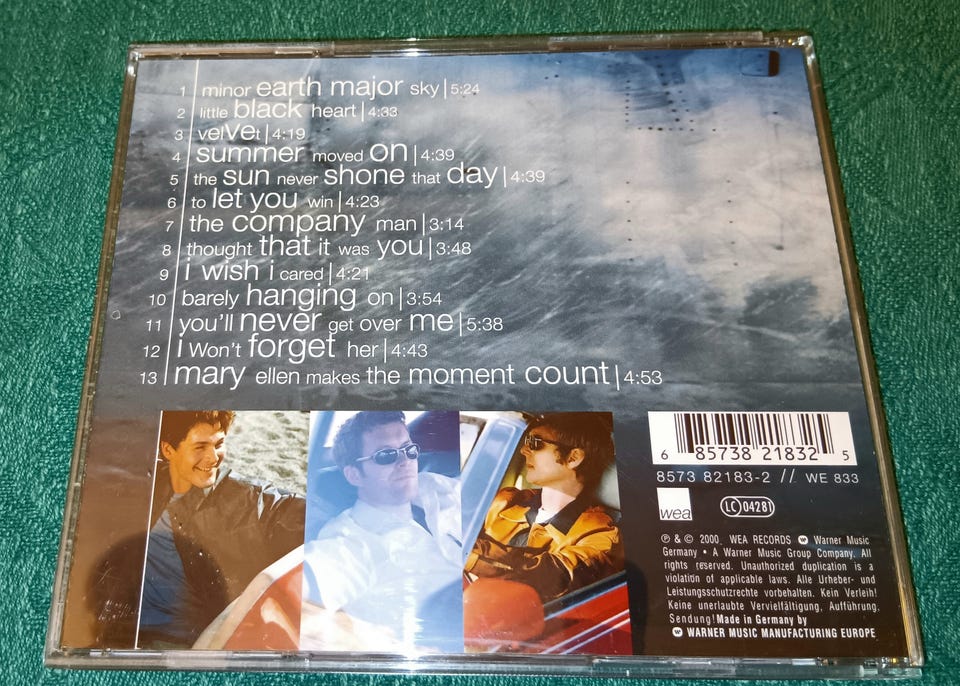 1 minor earth major sky | 5:24
2 little black heart | 4:33
3 velVet | 4:19
4 summer moved on | 4:39
5 the sun never shone that day | 4:39
6 to let you win | 4:23
7 the company man | 3:14
8 thought that it was you | 3:48
9 i wish i cared | 4:21
10 barely hanging on | 3:54
11 you'll never get over me | 5:38
12 i Won't forget her | 4:43
13 mary ellen makes the moment count | 4:53
6 85738 21832 5
8573 82183-2 // WE 833
wea LC 04281
℗ & © 2000 WEA RECORDS Warner Music
Germany • A Warner Music Group Company. All
rights reserved. Unauthorized duplication is a
violation of applicable laws. Alle Urheber- und
Leistungsschutzrechte vorbehalten. Kein Verleih!
Keine unerlaubte Vervielfältigung, Aufführung,
Sendung! Made in Germany by
WARNER MUSIC MANUFACTURING EUROPE